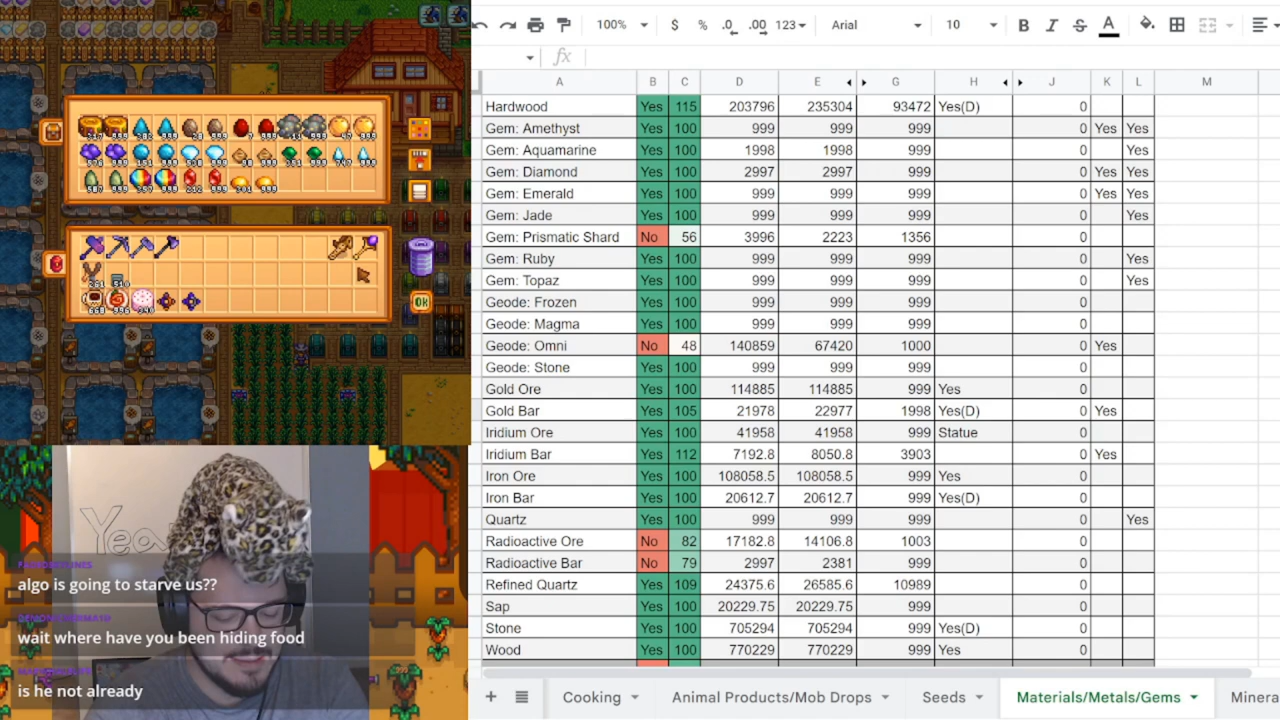 100% $ % .0 .00 123 Arial 10 B I S A
fx
A B C D E G H J K L M
Hardwood Yes 115 203796 235304 93472 Yes(D) 0
Gem: Amethyst Yes 100 999 999 999 0 Yes Yes
Gem: Aquamarine Yes 100 1998 1998 999 0 Yes
Gem: Diamond Yes 100 2997 2997 999 0 Yes Yes
Gem: Emerald Yes 100 999 999 999 0 Yes Yes
Gem: Jade Yes 100 999 999 999 0 Yes
Gem: Prismatic Shard No 56 3996 2223 1356 0
Gem: Ruby Yes 100 999 999 999 0 Yes
Gem: Topaz Yes 100 999 999 999 0 Yes
Geode: Frozen Yes 100 999 999 999 0
Geode: Magma Yes 100 999 999 999 0
Geode: Omni No 48 140859 67420 1000 0 Yes
Geode: Stone Yes 100 999 999 999 0
Gold Ore Yes 100 114885 114885 999 Yes 0
Gold Bar Yes 105 21978 22977 1998 Yes(D) 0 Yes
Iridium Ore Yes 100 41958 41958 999 Statue 0
Iridium Bar Yes 112 7192.8 8050.8 3903 0 Yes
Iron Ore Yes 100 108058.5 108058.5 999 Yes 0
Iron Bar Yes 100 20612.7 20612.7 999 Yes(D) 0
Quartz Yes 100 999 999 999 0 Yes
Radioactive Ore No 82 17182.8 14106.8 1003 0
Radioactive Bar No 79 2997 2381 999 0
Refined Quartz Yes 109 24375.6 26585.6 10989 0
Sap Yes 100 20229.75 20229.75 999 0
Stone Yes 100 705294 705294 999 Yes(D) 0
Wood Yes 100 770229 770229 999 Yes 0
Cooking Animal Products/Mob Drops Seeds Materials/Metals/Gems Minera
OK
Yea
algo is going to starve us??
wait where have you been hiding food
is he not already